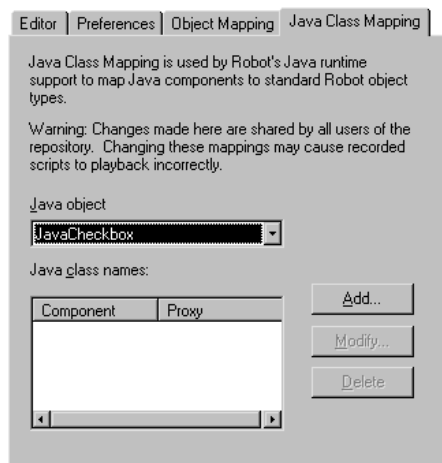 Editor Preferences Object Mapping Java Class Mapping
Java Class Mapping is used by Robot's Java runtime
support to map Java components to standard Robot object
types.
Warning: Changes made here are shared by all users of the
repository. Changing these mappings may cause recorded
scripts to playback incorrectly.
Java object
JavaCheckbox
Java class names:
Component Proxy
Add...
Modify...
Delete